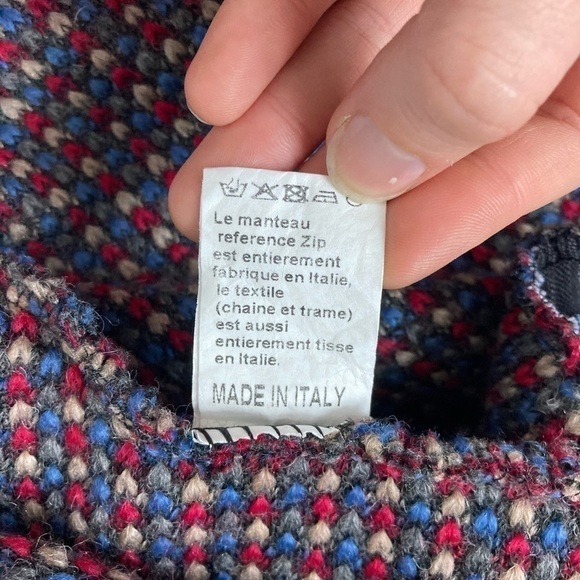 Le manteau
reference Zip
est entierement
fabrique en Italie,
le textile
(chaine et trame)
est aussi
entierement tisse
en Italie.
MADE IN ITALY